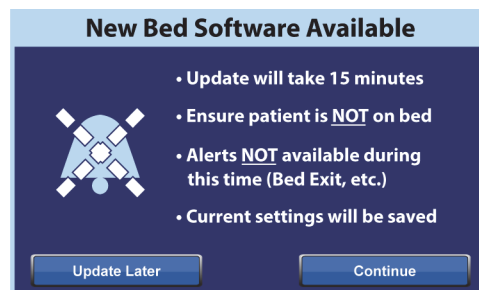 New Bed Software Available
• Update will take 15 minutes
• Ensure patient is NOT on bed
• Alerts NOT available during
this time (Bed Exit, etc.)
• Current settings will be saved
Update Later
Continue